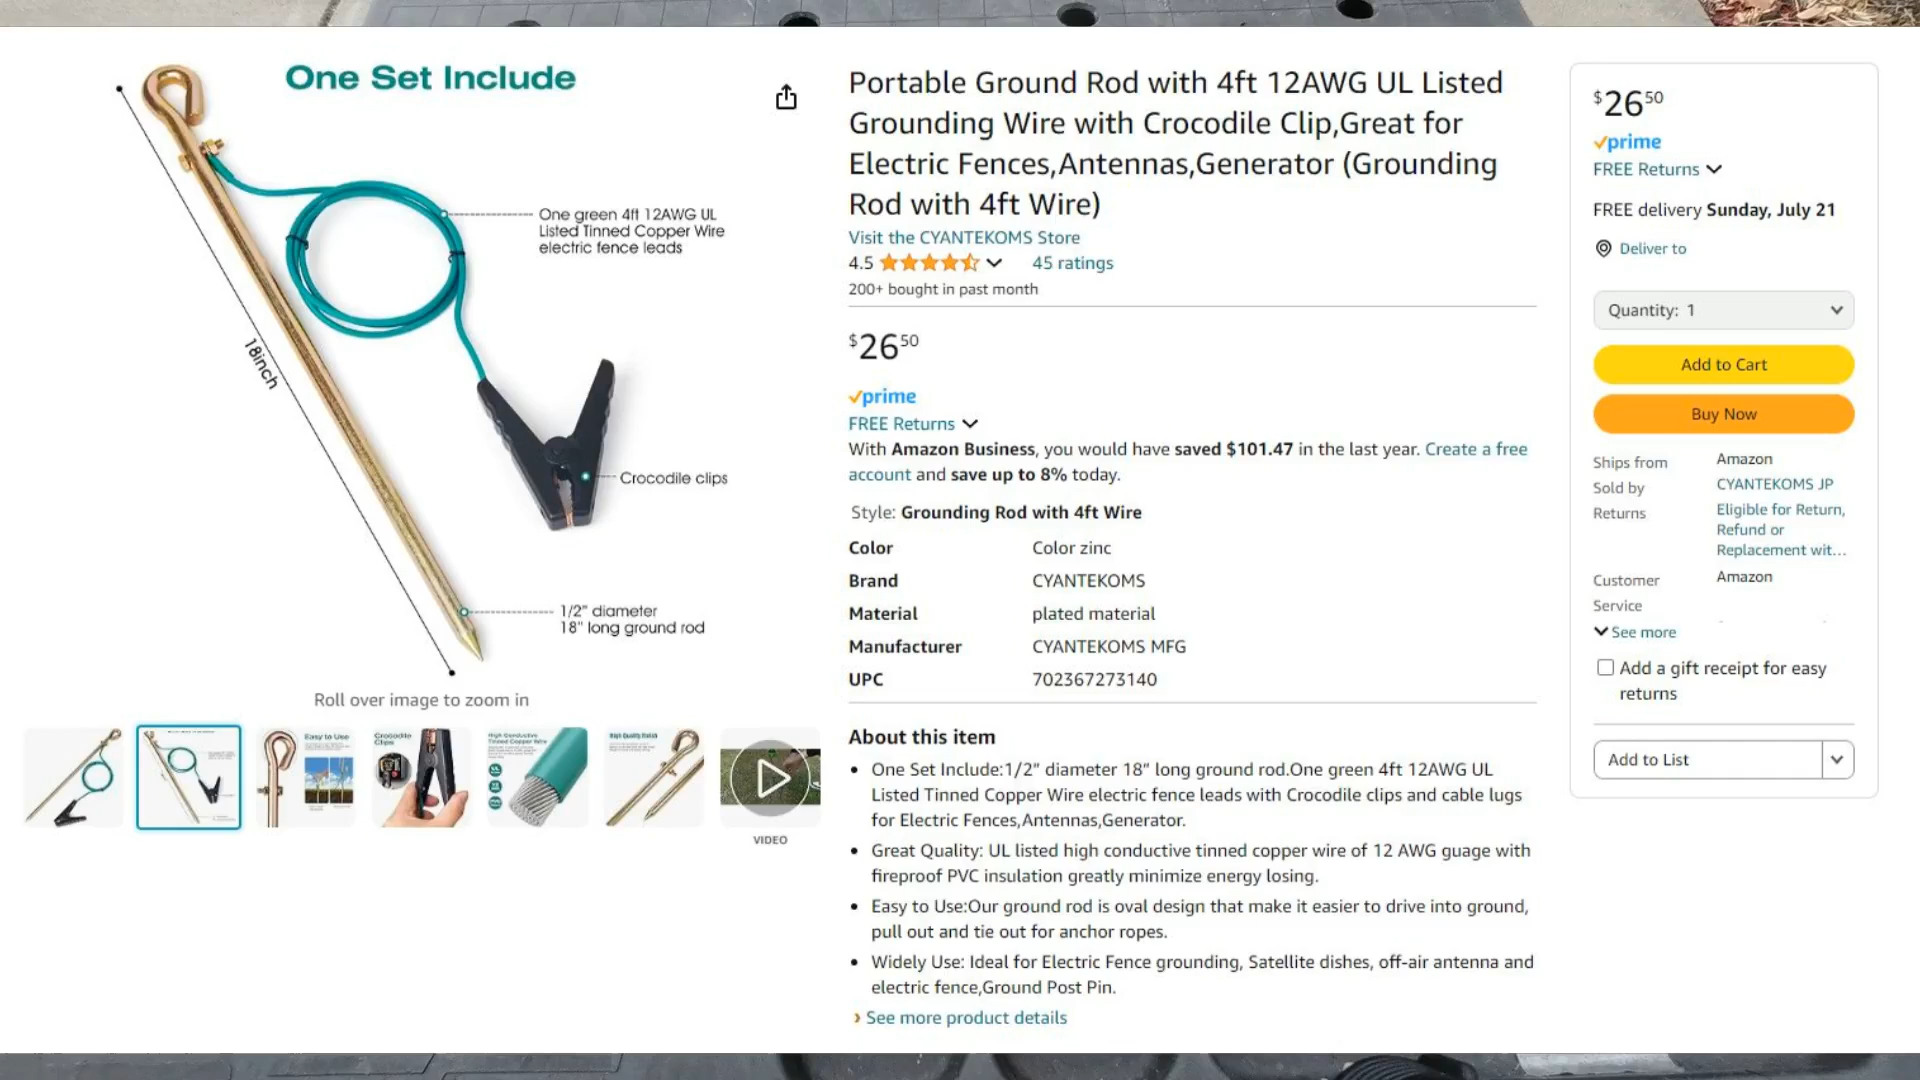 One Set Include
One green 4ft 12AWG UL
Listed Tinned Copper Wire
electric fence leads
18inch
Crocodile clips
1/2" diameter
18" long ground rod
Roll over image to zoom in
Easy to Use
Crocodile
Clips
High Conductive
Tinned Copper Wire
High Quality Finish
VIDEO
Portable Ground Rod with 4ft 12AWG UL Listed
Grounding Wire with Crocodile Clip,Great for
Electric Fences,Antennas,Generator (Grounding
Rod with 4ft Wire)
Visit the CYANTEKOMS Store
4.5 45 ratings
200+ bought in past month
$26.50
prime
FREE Returns
With Amazon Business, you would have saved $101.47 in the last year. Create a free
account and save up to 8% today.
Style: Grounding Rod with 4ft Wire
Color Color zinc
Brand CYANTEKOMS
Material plated material
Manufacturer CYANTEKOMS MFG
UPC 702367273140
About this item
• One Set Include:1/2" diameter 18" long ground rod.One green 4ft 12AWG UL
Listed Tinned Copper Wire electric fence leads with Crocodile clips and cable lugs
for Electric Fences,Antennas,Generator.
• Great Quality: UL listed high conductive tinned copper wire of 12 AWG guage with
fireproof PVC insulation greatly minimize energy losing.
• Easy to Use:Our ground rod is oval design that make it easier to drive into ground,
pull out and tie out for anchor ropes.
• Widely Use: Ideal for Electric Fence grounding, Satellite dishes, off-air antenna and
electric fence,Ground Post Pin.
› See more product details
$26.50
prime
FREE Returns
FREE delivery Sunday, July 21
Deliver to
Quantity: 1
Add to Cart
Buy Now
Ships from Amazon
Sold by CYANTEKOMS JP
Returns Eligible for Return,
Refund or
Replacement wit...
Customer Amazon
Service
See more
Add a gift receipt for easy
returns
Add to List